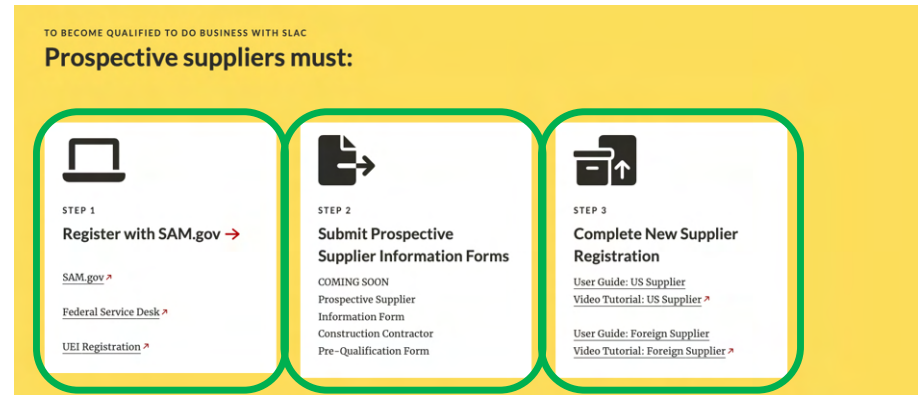 TO BECOME QUALIFIED TO DO BUSINESS WITH SLAC
Prospective suppliers must:
STEP 1
Register with SAM.gov →
SAM.gov
Federal Service Desk
UEI Registration
STEP 2
Submit Prospective
Supplier Information Forms
COMING SOON
Prospective Supplier
Information Form
Construction Contractor
Pre-Qualification Form
STEP 3
Complete New Supplier
Registration
User Guide: US Supplier
Video Tutorial: US Supplier
User Guide: Foreign Supplier
Video Tutorial: Foreign Supplier